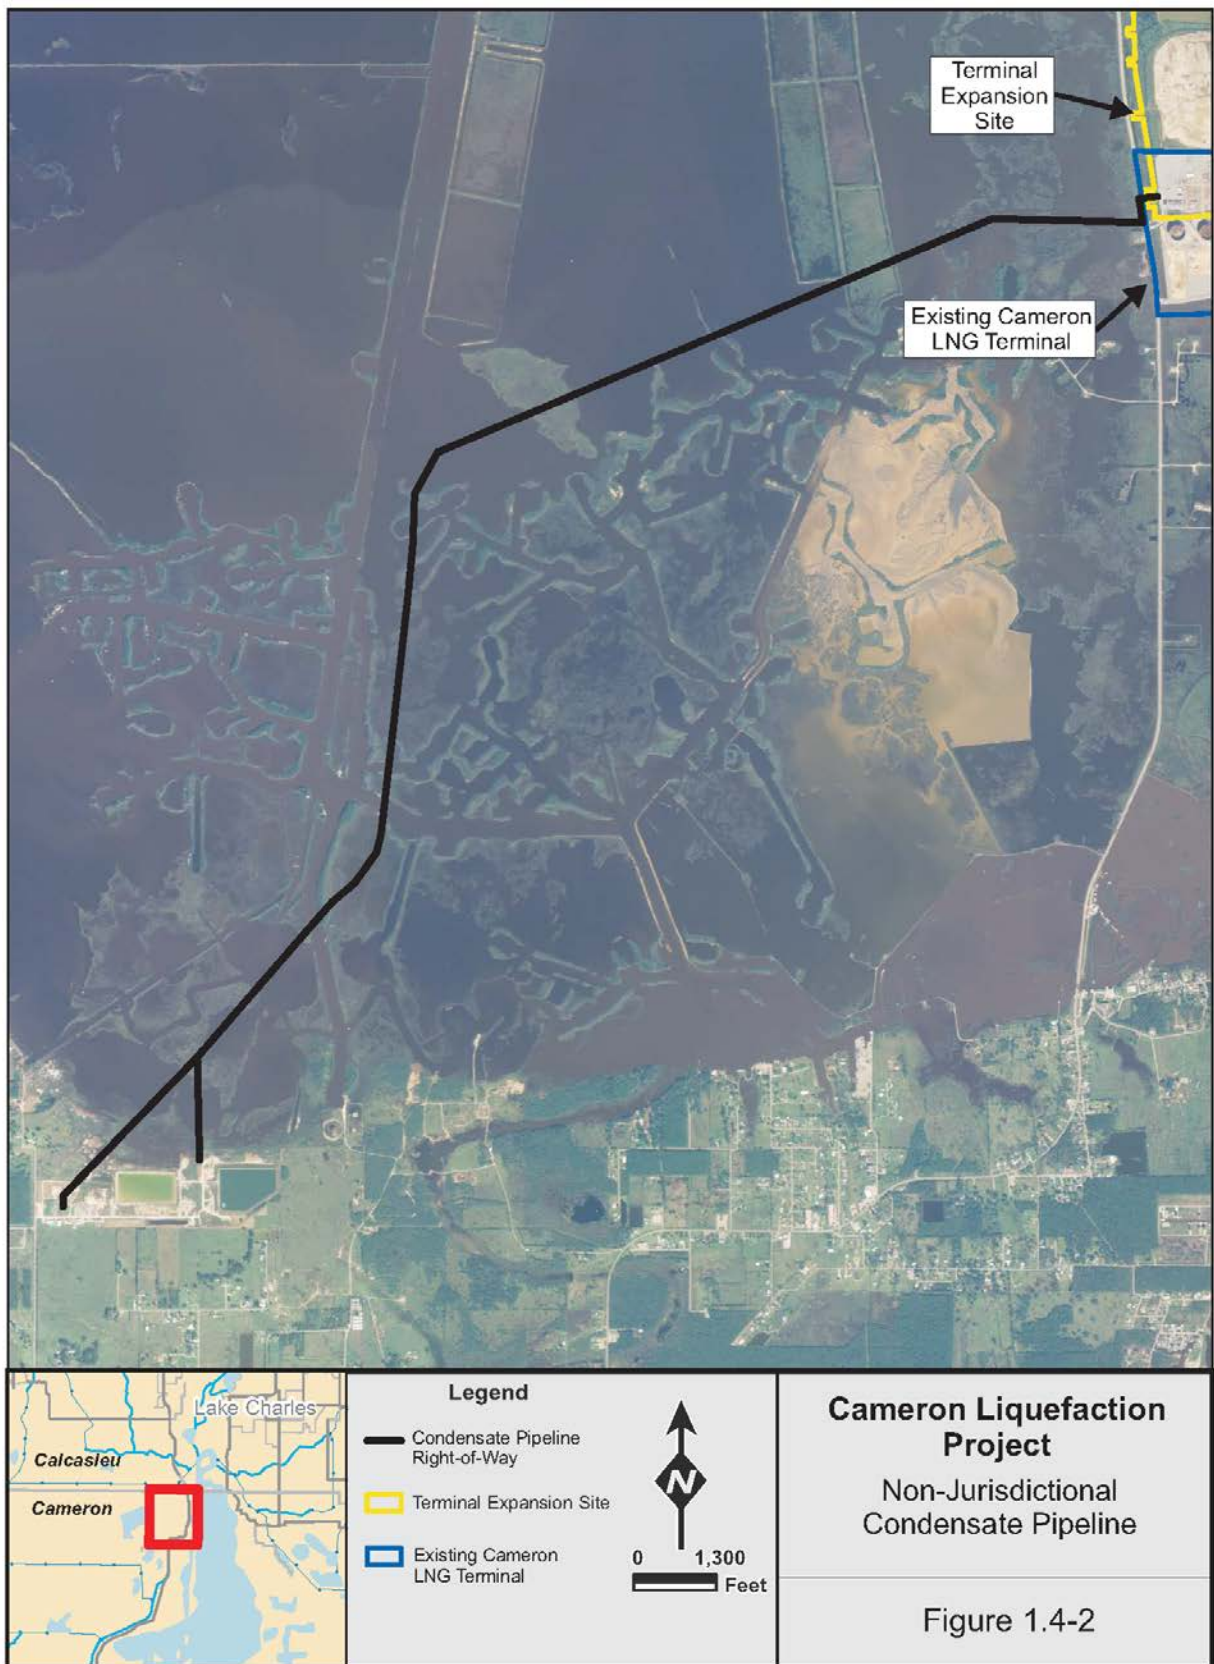 Terminal
Expansion
Site
Existing Cameron
LNG Terminal
Lake Charles
Calcasieu
Cameron
Legend
Condensate Pipeline
Right-of-Way
Terminal Expansion Site
Existing Cameron
LNG Terminal
N
0 1,300
Feet
Cameron Liquefaction
Project
Non-Jurisdictional
Condensate Pipeline
Figure 1.4-2